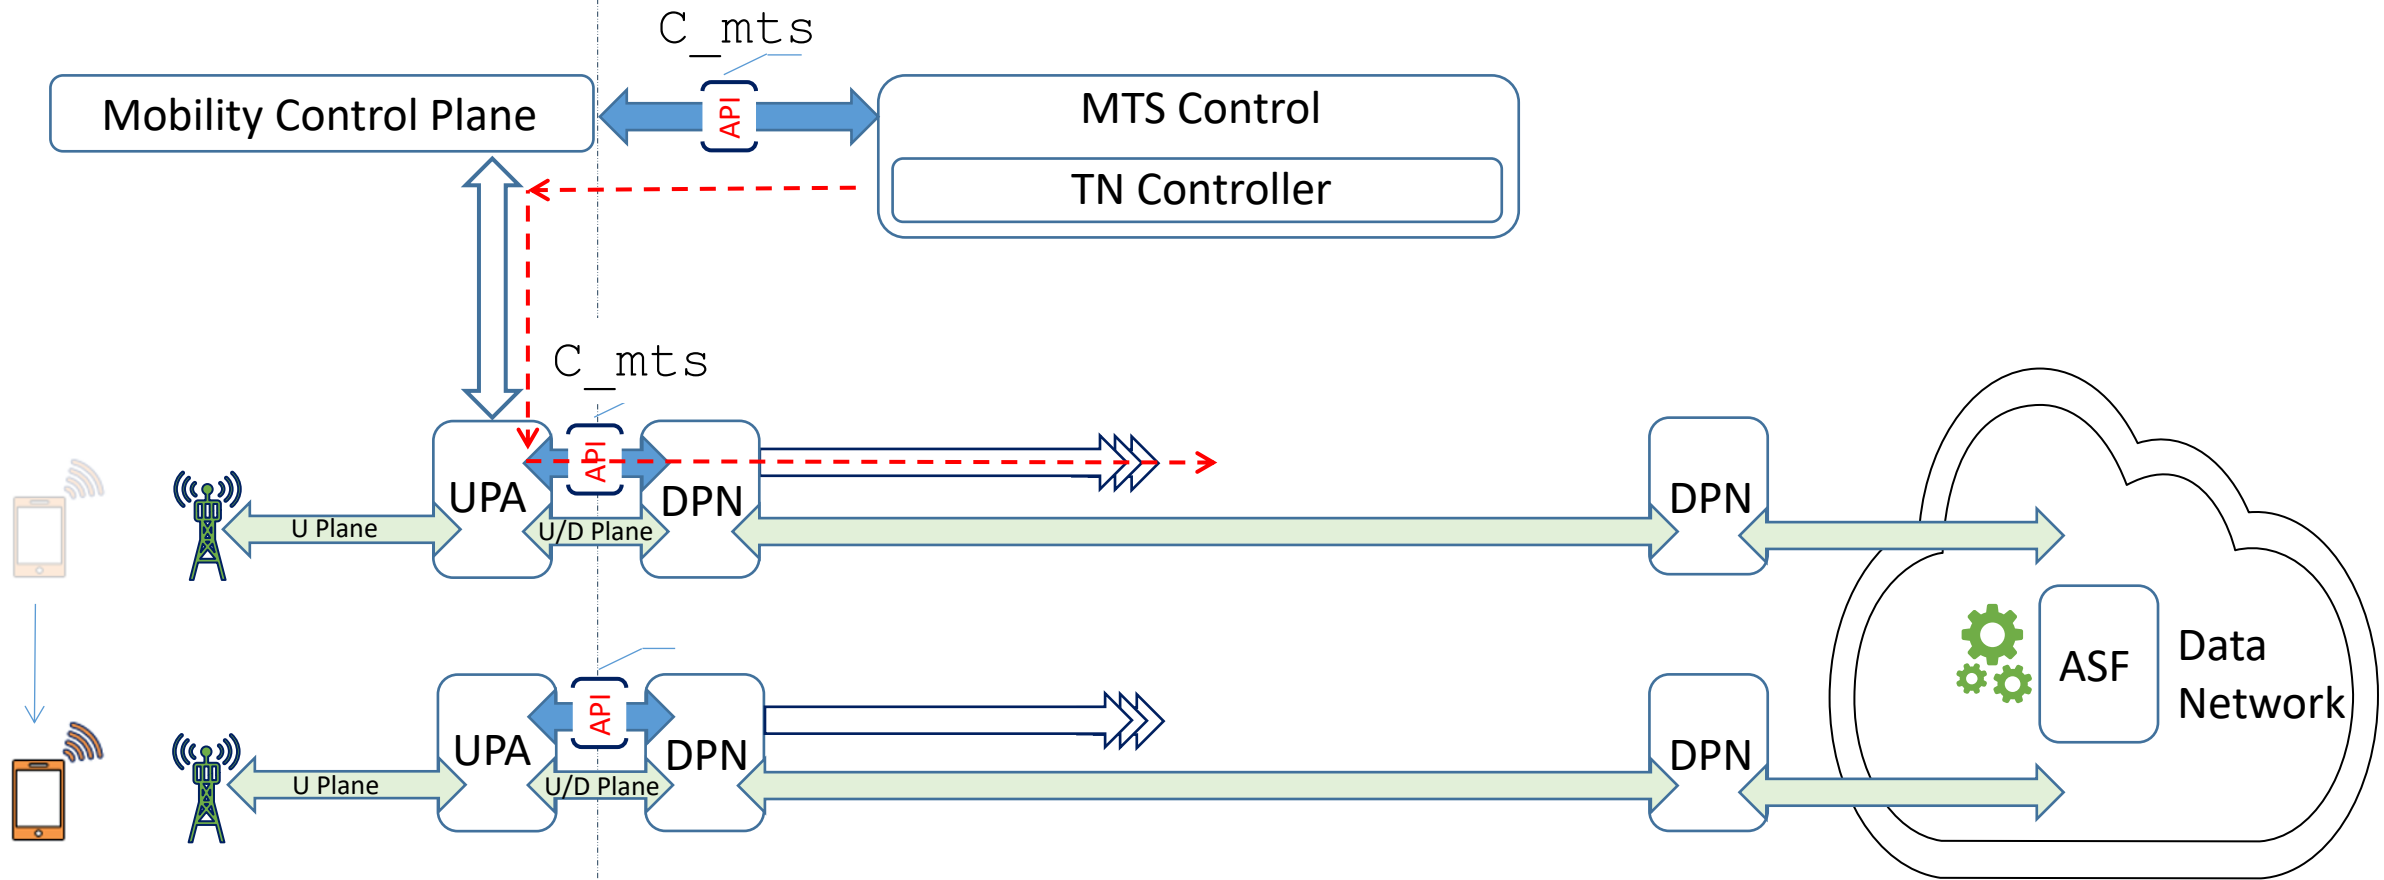 C_mts
Mobility Control Plane
API
MTS Control
TN Controller
C_mts
API
UPA
DPN
DPN
U Plane
U/D Plane
ASF
Data
Network
API
UPA
DPN
DPN
U Plane
U/D Plane